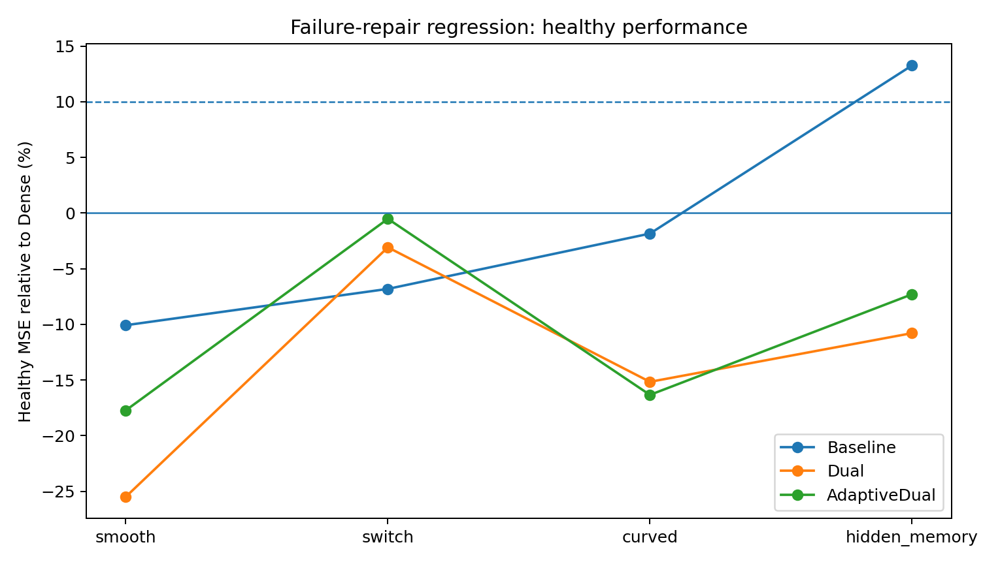 Failure-repair regression: healthy performance
Healthy MSE relative to Dense (%)
15
10
5
0
−5
−10
−15
−20
−25
smooth
switch
curved
hidden_memory
Baseline
Dual
AdaptiveDual